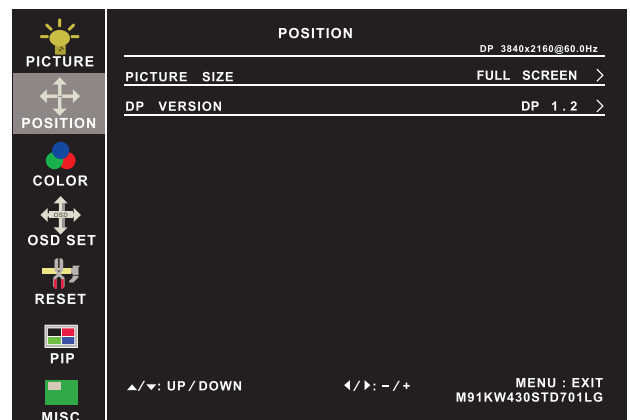 POSITION
DP 3840x2160@60.0Hz
PICTURE
PICTURE SIZE FULL SCREEN >
DP VERSION DP 1.2 >
POSITION
COLOR
OSD
OSD SET
RESET
PIP
▲/▼: UP/DOWN ◀/▶: −/+ MENU : EXIT
M91KW430STD701LG
MISC